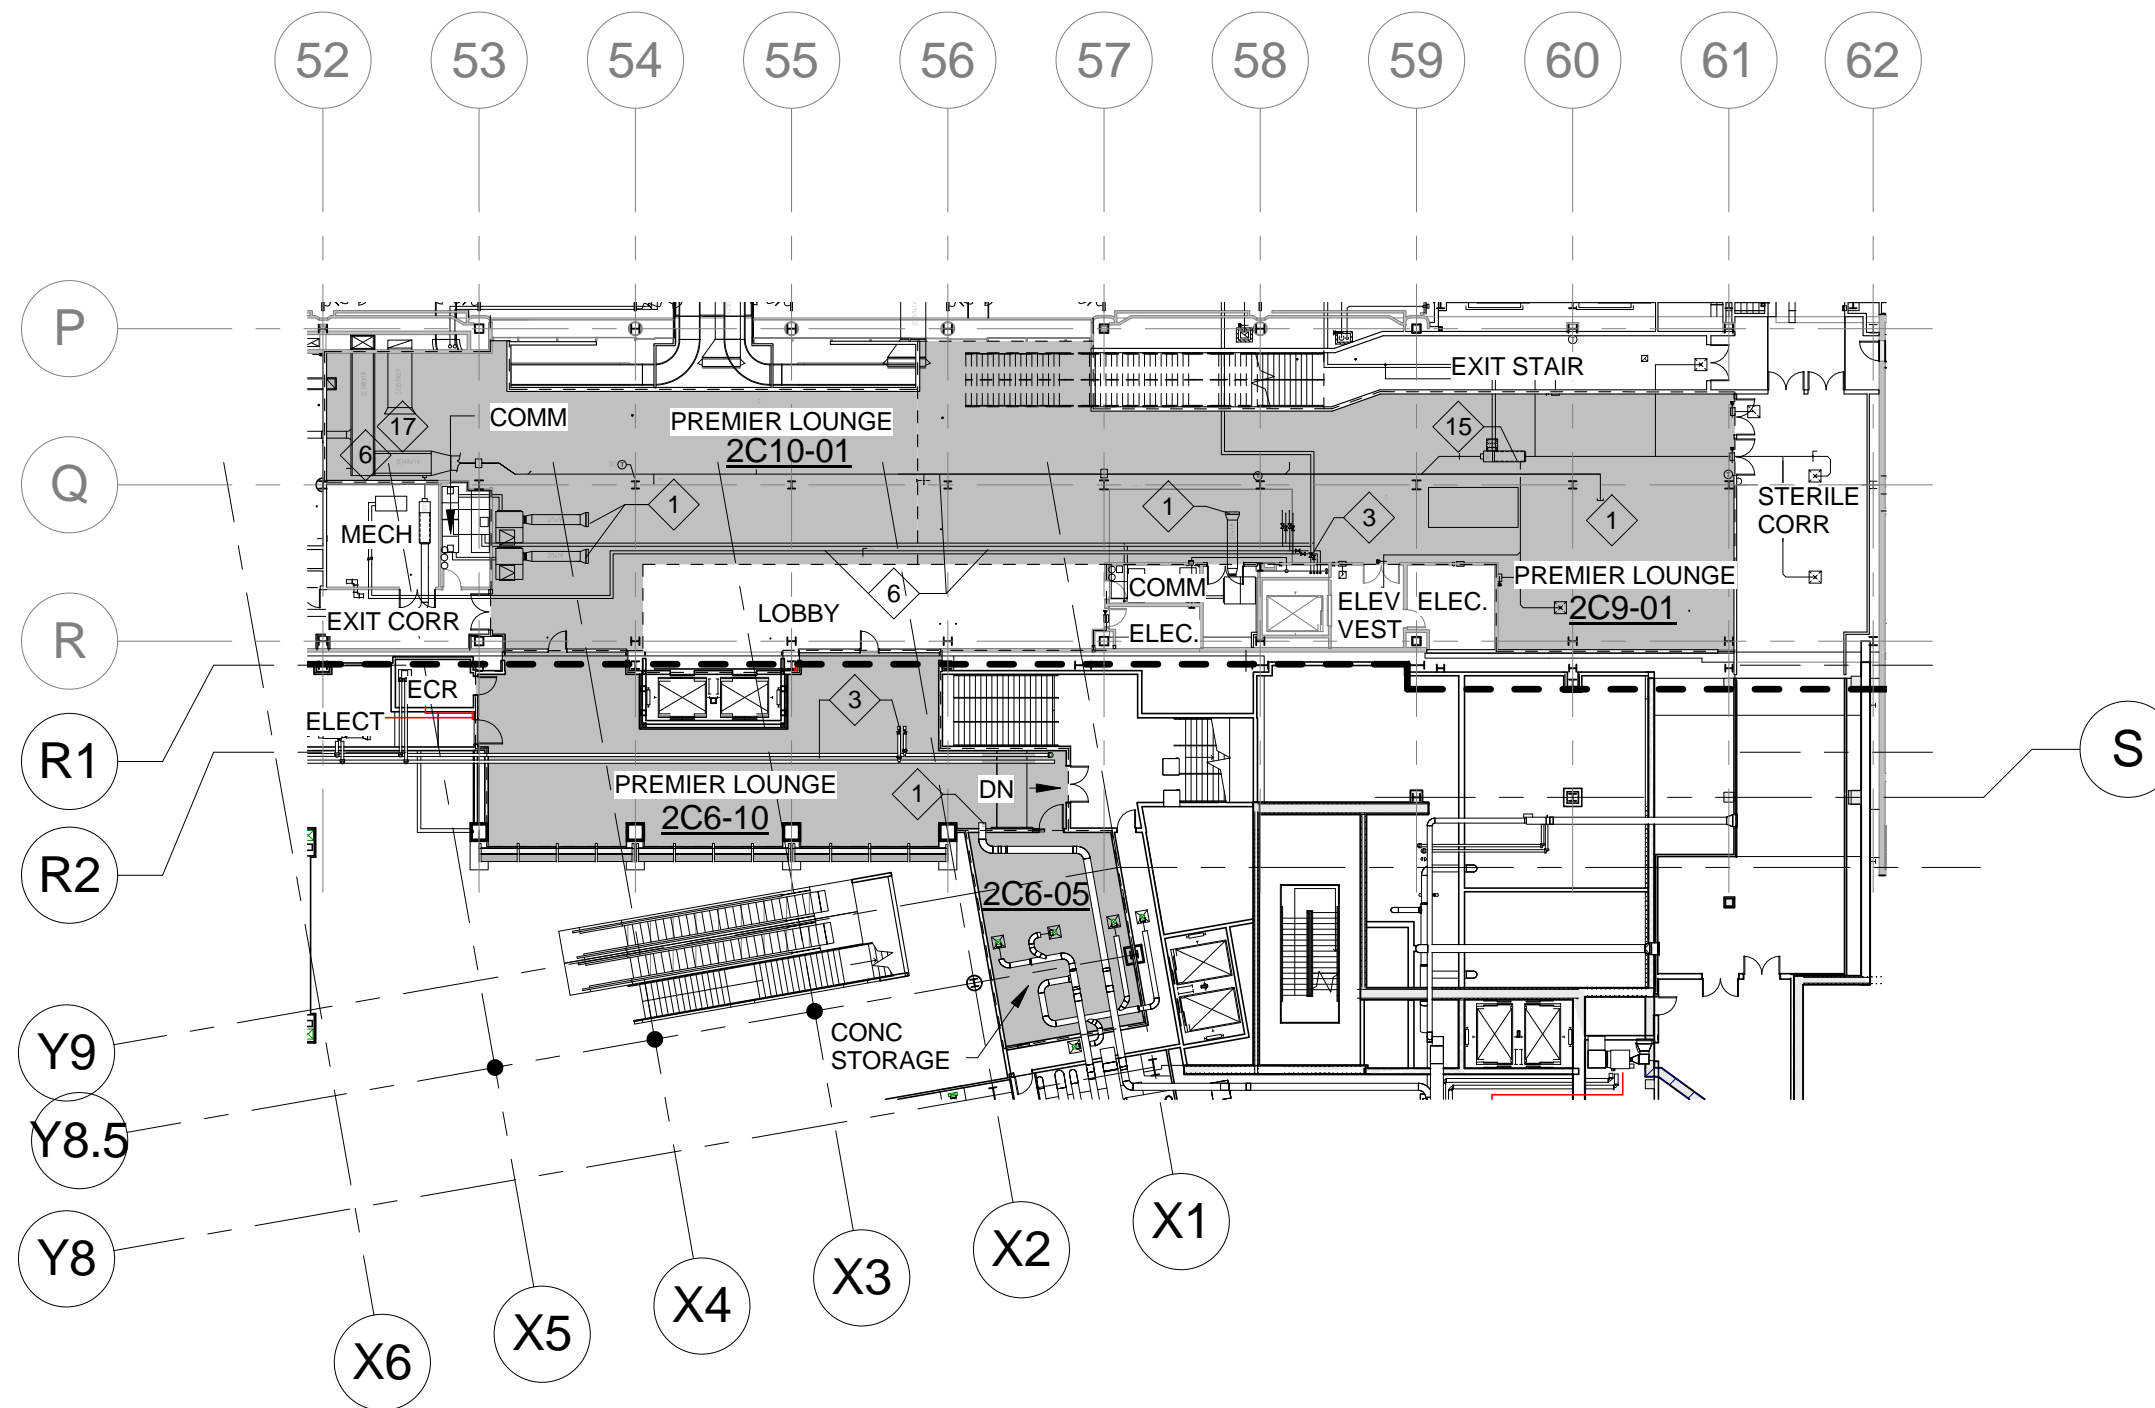 52
53
54
55
56
57
58
59
60
61
62
P
EXIT STAIR
COMM
PREMIER LOUNGE
2C10-01
17
15
6
Q
1
1
3
1
STERILE
CORR
MECH
PREMIER LOUNGE
2C9-01
COMM
6
LOBBY
ELEV
VEST
ELEC.
EXIT CORR
ELEC.
R
ECR
ELECT
3
R1
S
PREMIER LOUNGE
2C6-10
1
DN
R2
2C6-05
CONC
STORAGE
Y9
Y8.5
Y8
X1
X2
X3
X4
X5
X6